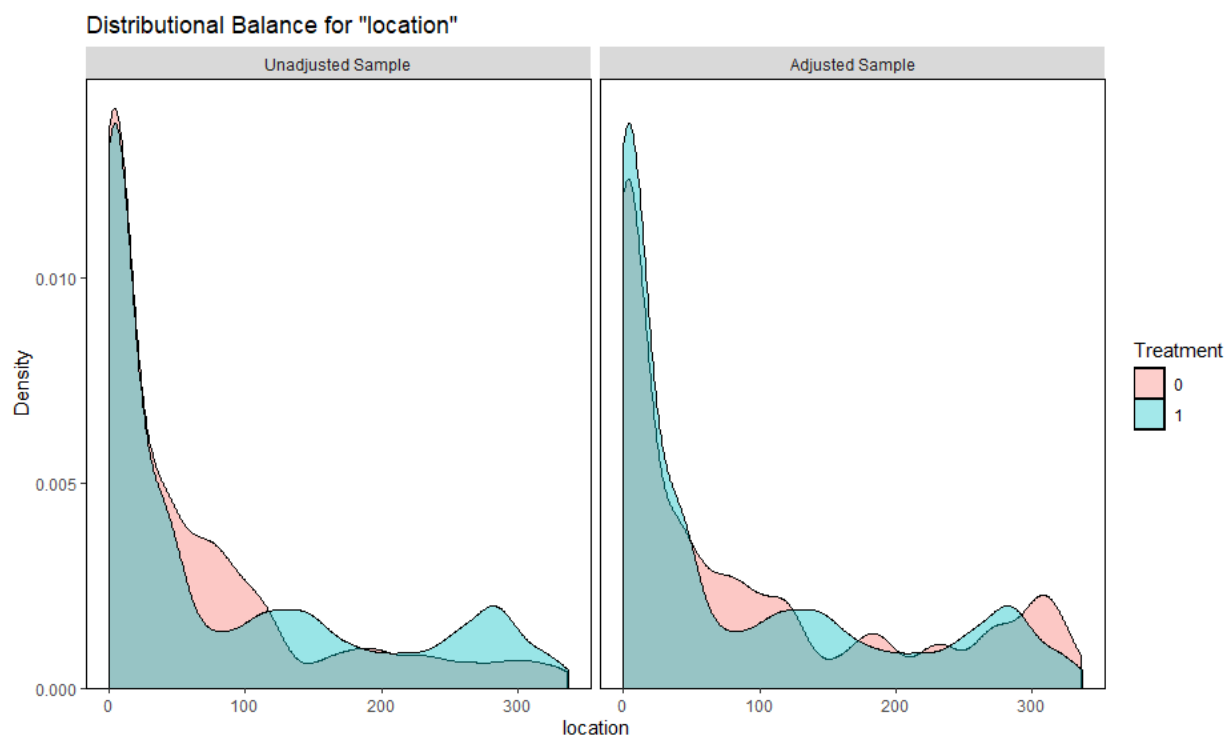 Distributional Balance for "location"
Unadjusted Sample
Adjusted Sample
Density
0.010
0.005
0.000
0 100 200 300
0 100 200 300
location
Treatment
0
1